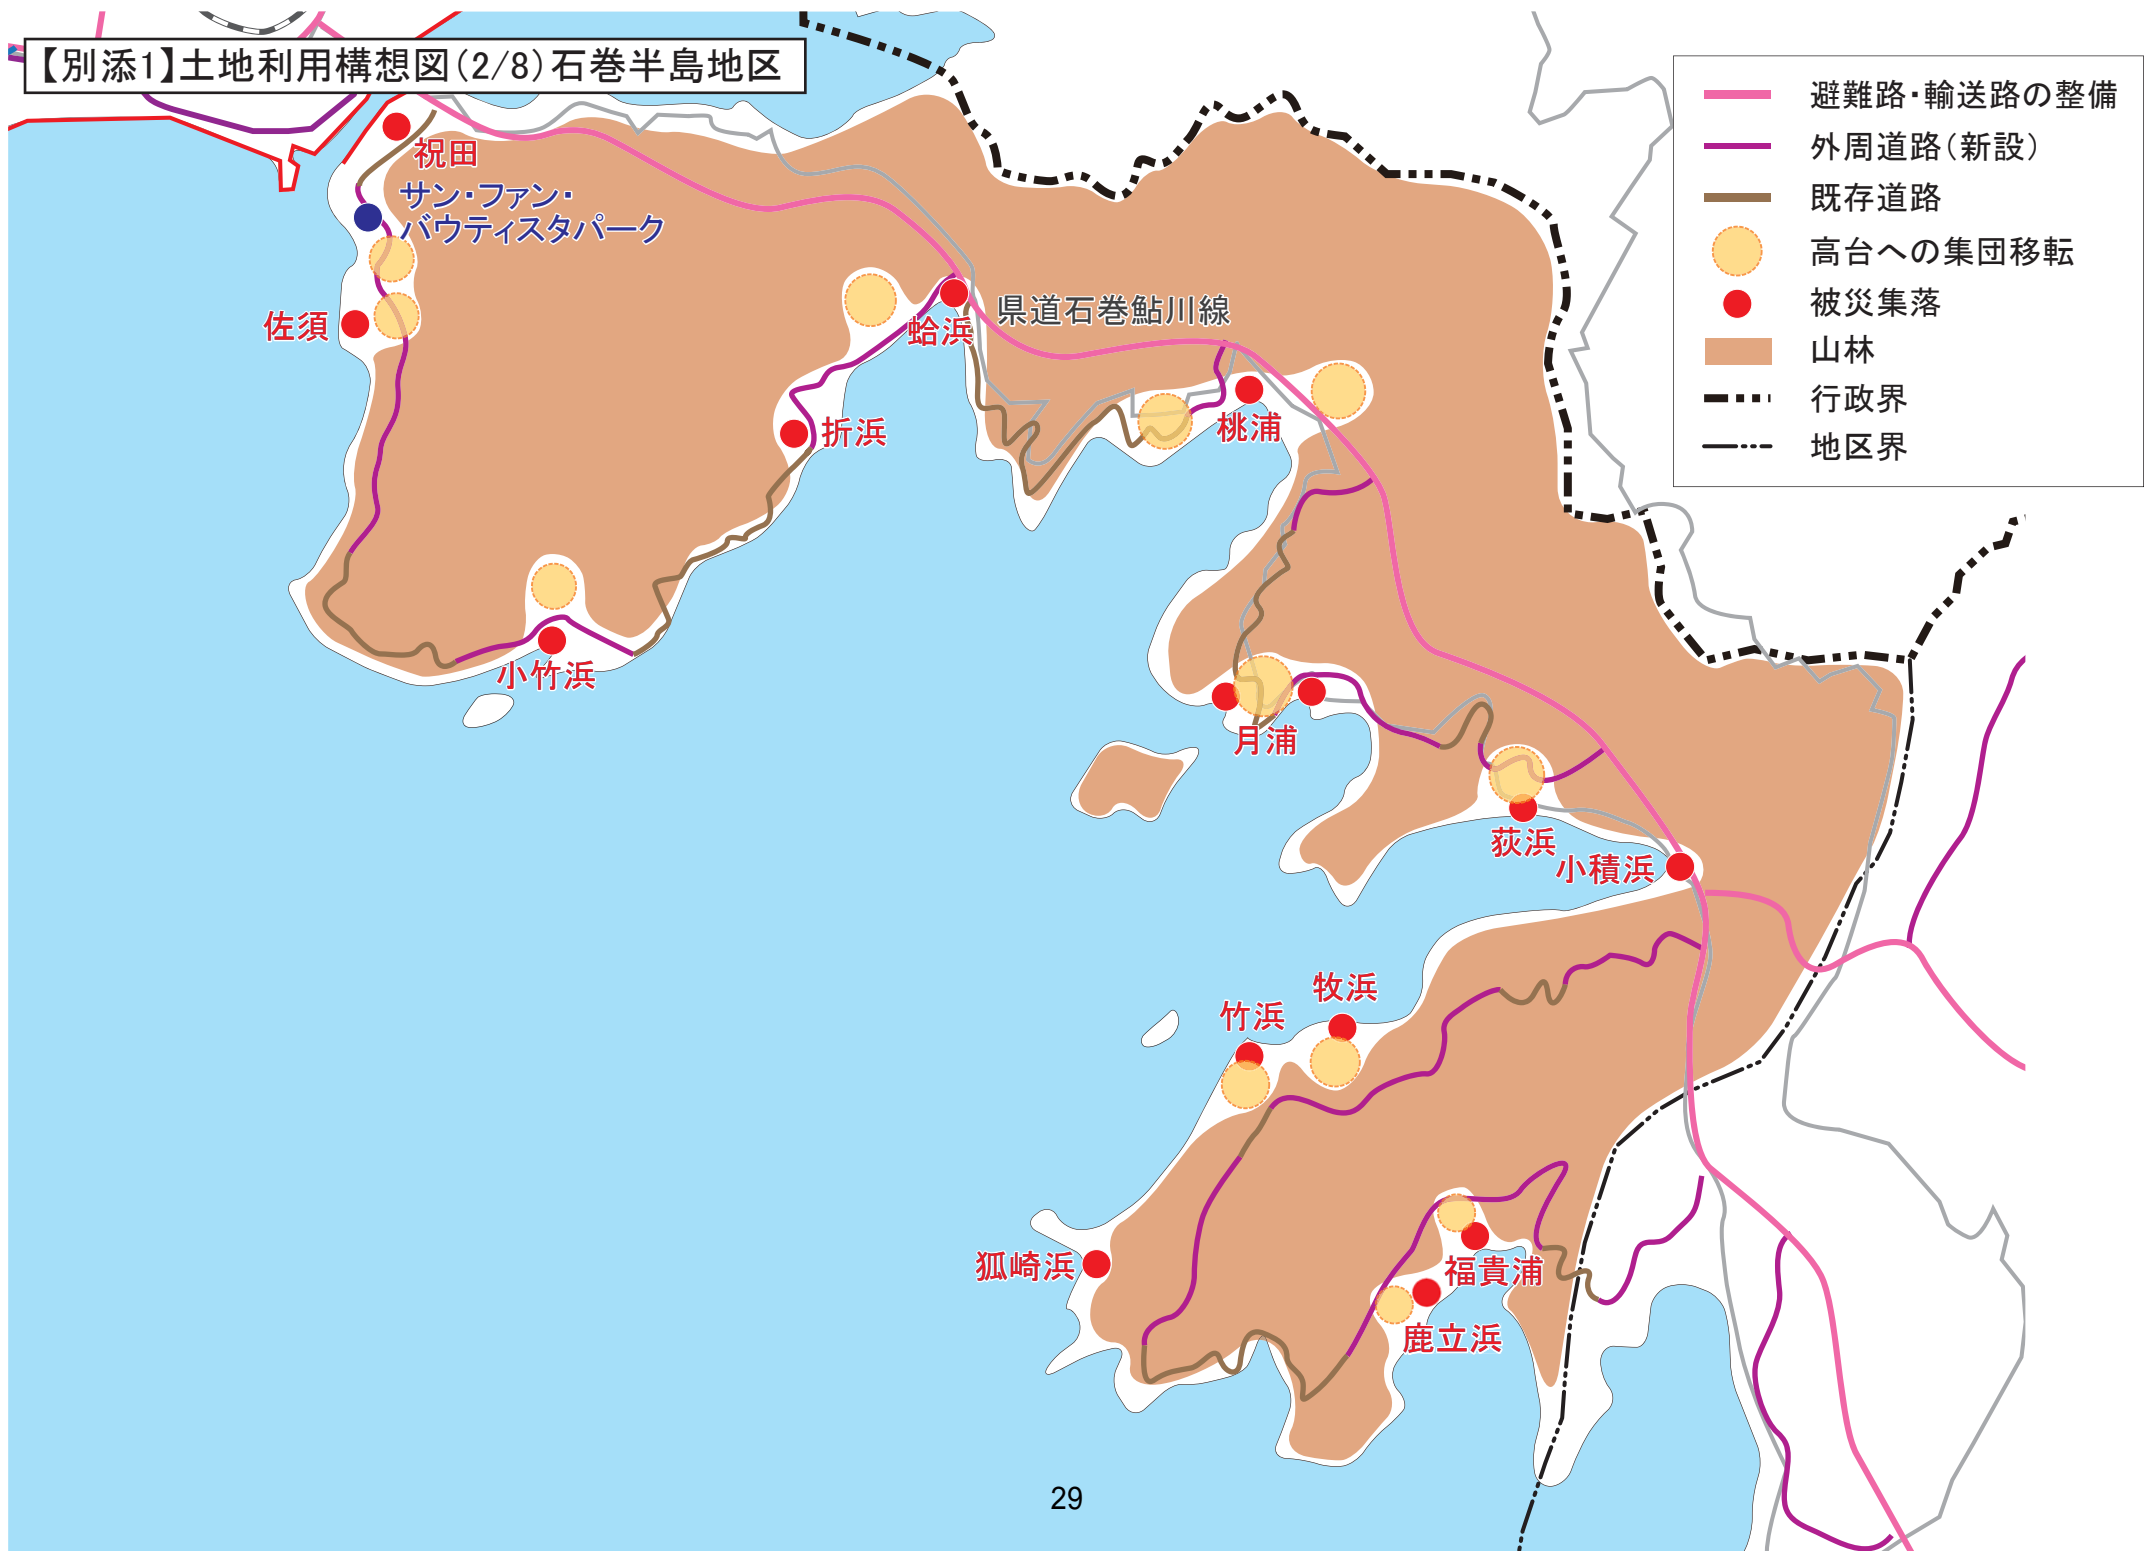 【別添1】土地利用構想図(2/8)石巻半島地区
避難路・輸送路の整備
外周道路(新設)
既存道路
高台への集団移転
被災集落
山林
行政界
地区界
祝田
サン・ファン・
バウティスタパーク
佐須
蛤浜
県道石巻鮎川線
折浜
桃浦
小竹浜
月浦
荻浜
小積浜
牧浜
竹浜
狐崎浜
福貴浦
鹿立浜
29